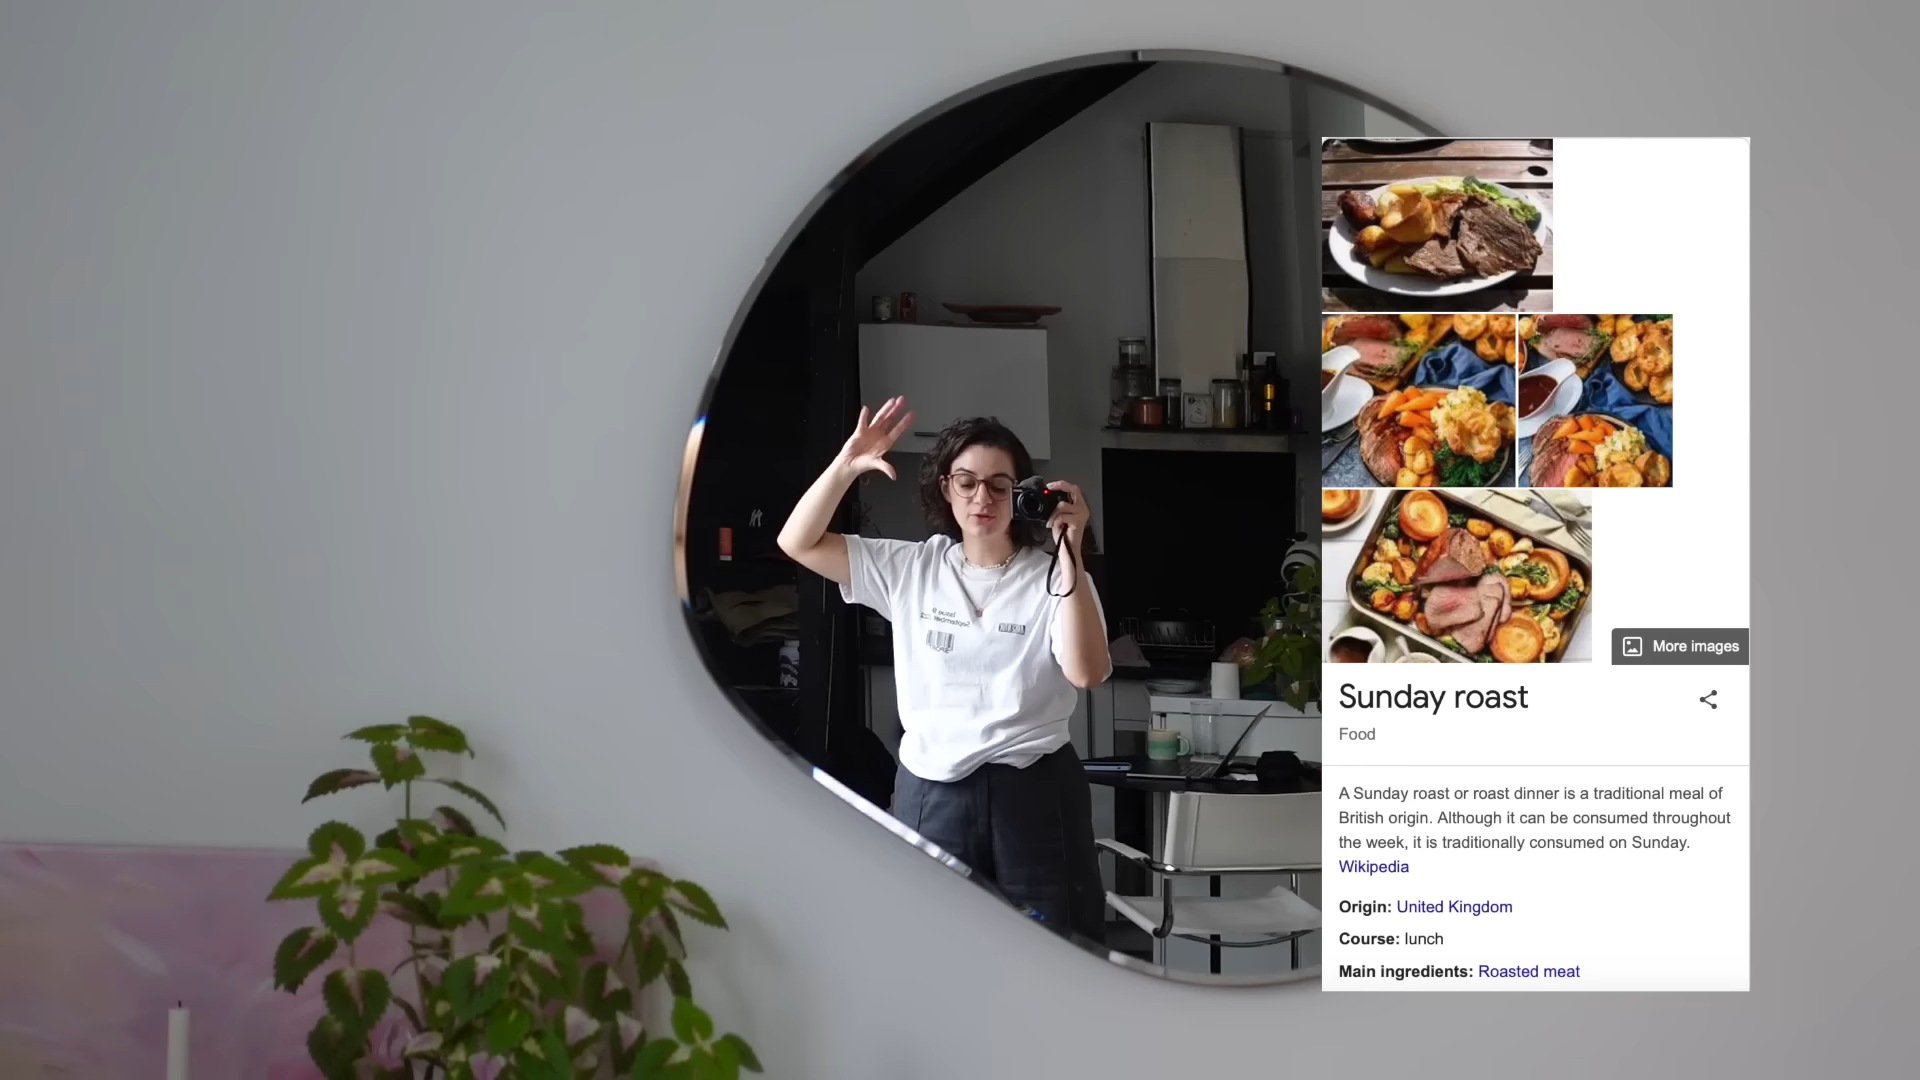 More images
Sunday roast
Food
A Sunday roast or roast dinner is a traditional meal of
British origin. Although it can be consumed throughout
the week, it is traditionally consumed on Sunday.
Wikipedia
Origin: United Kingdom
Course: lunch
Main ingredients: Roasted meat